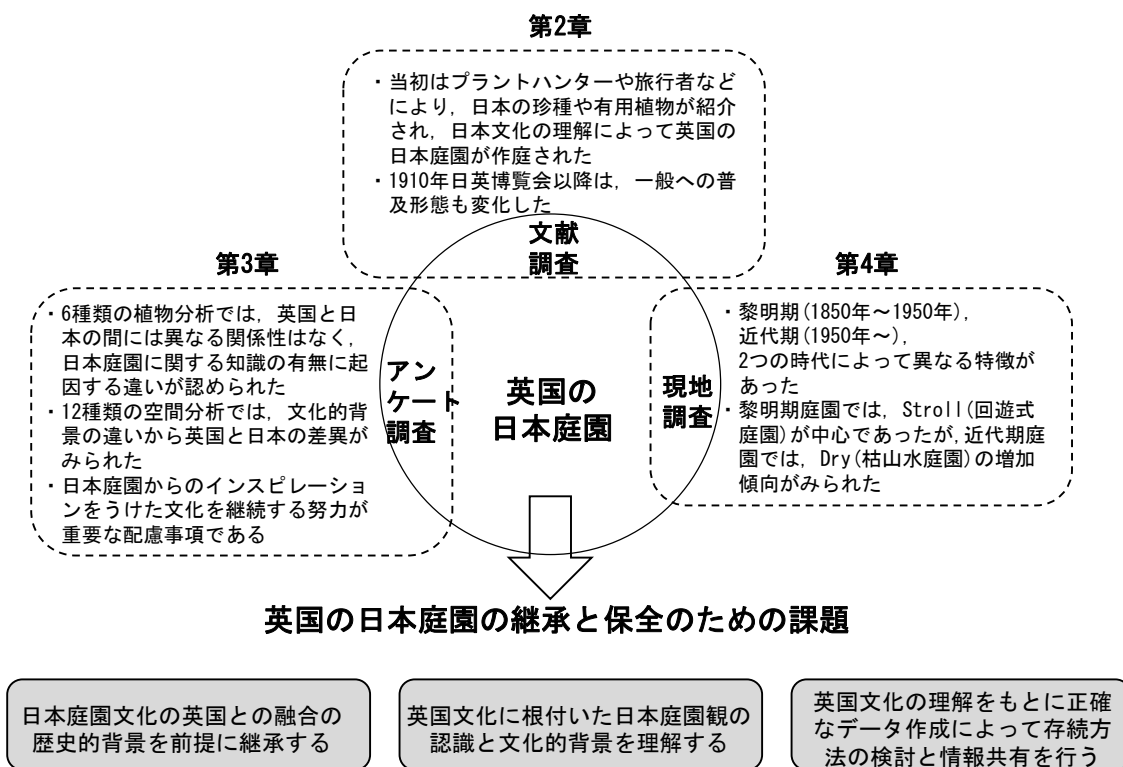 第2章
・当初はプラントハンターや旅行者など
により, 日本の珍種や有用植物が紹介
され, 日本文化の理解によって英国の
日本庭園が作庭された
・1910年日英博覧会以降は, 一般への普
及形態も変化した
文献
調査
第3章
・6種類の植物分析では, 英国と日
本の間には異なる関係性はなく,
日本庭園に関する知識の有無に起
因する違いが認められた
・12種類の空間分析では, 文化的背
景の違いから英国と日本の差異が
みられた
・日本庭園からのインスピレーション
をうけた文化を継続する努力が
重要な配慮事項である
アン
ケート
調査
英国の
日本庭園
現地
調査
第4章
・黎明期(1850年～1950年),
近代期(1950年～),
2つの時代によって異なる特徴が
あった
・黎明期庭園では, Stroll(回遊式
庭園)が中心であったが,近代期庭
園では, Dry(枯山水庭園)の増加
傾向がみられた
英国の日本庭園の継承と保全のための課題
日本庭園文化の英国との融合の
歴史的背景を前提に継承する
英国文化に根付いた日本庭園観の
認識と文化的背景を理解する
英国文化の理解をもとに正確
なデータ作成によって存続方
法の検討と情報共有を行う